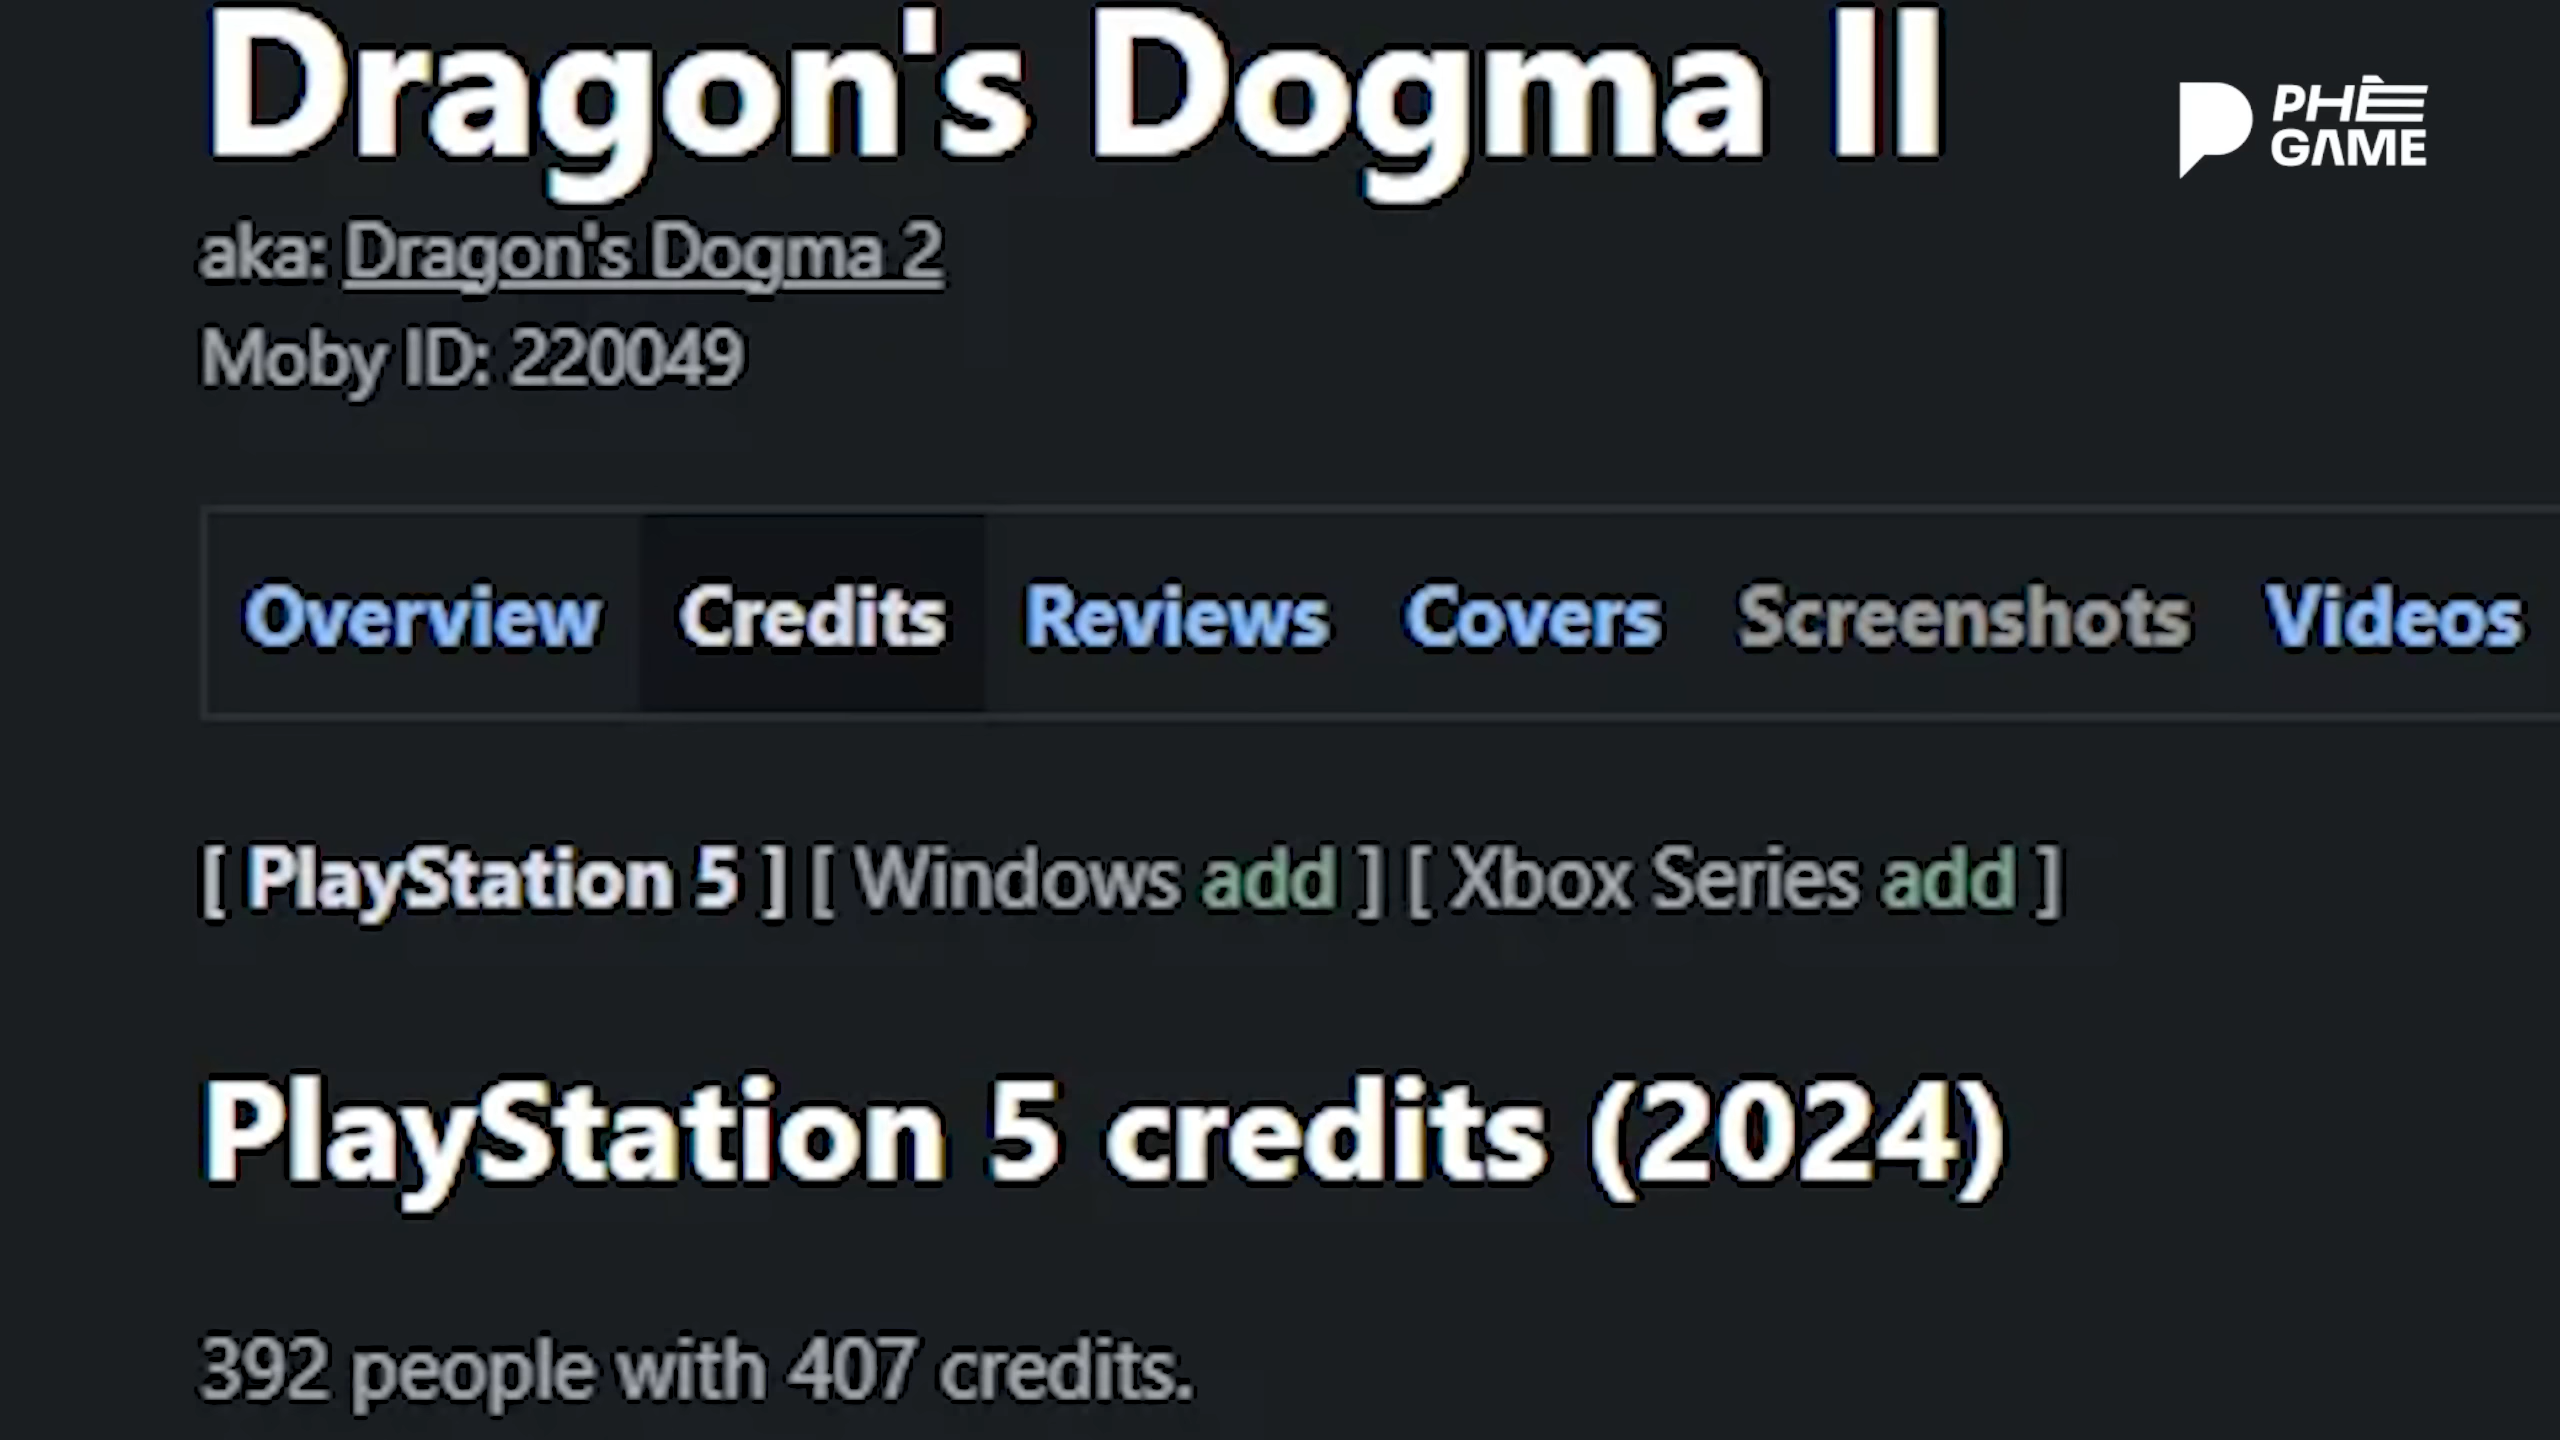 Dragon's Dogma II
PHÊ
GAME
aka: Dragon's Dogma 2
Moby ID: 220049
Overview Credits Reviews Covers Screenshots Videos
[ PlayStation 5 ] [ Windows add ] [ Xbox Series add ]
PlayStation 5 credits (2024)
392 people with 407 credits.